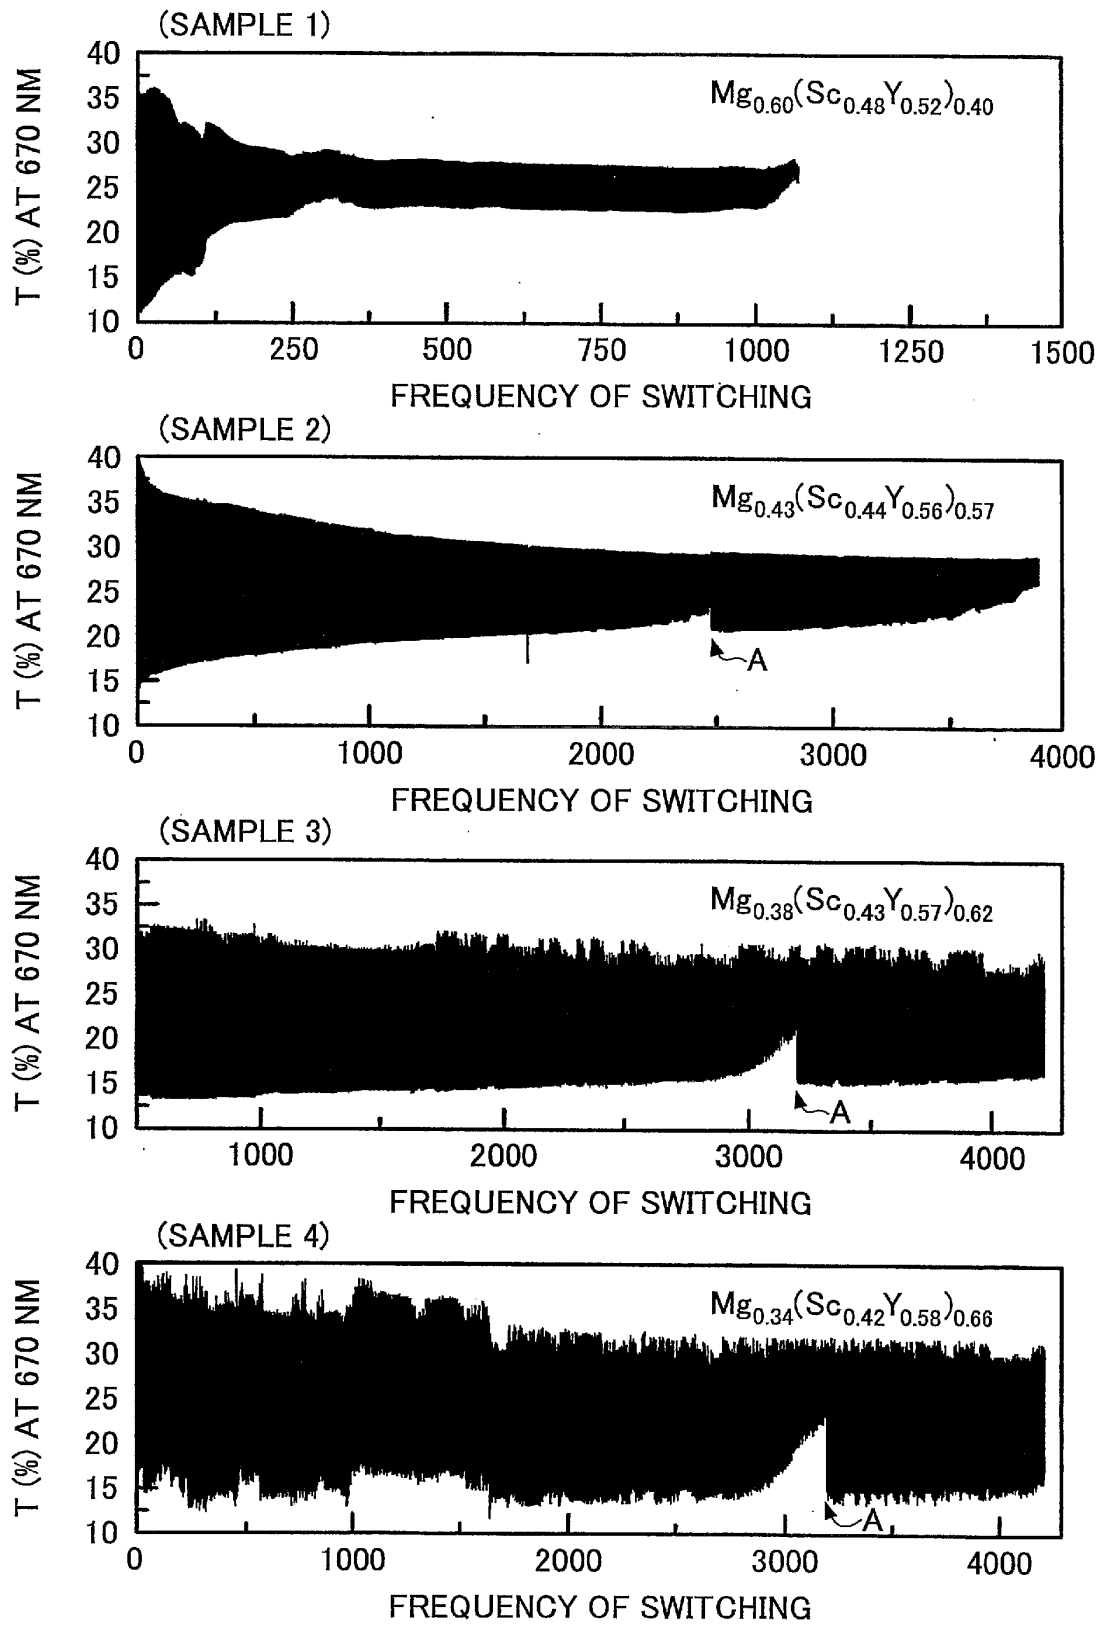 (SAMPLE 1)
T (%) AT 670 NM
40
35
30
25
20
15
10
Mg0.60(Sc0.48Y0.52)0.40
0 250 500 750 1000 1250 1500
FREQUENCY OF SWITCHING
(SAMPLE 2)
T (%) AT 670 NM
40
35
30
25
20
15
10
Mg0.43(Sc0.44Y0.56)0.57
A
0 1000 2000 3000 4000
FREQUENCY OF SWITCHING
(SAMPLE 3)
T (%) AT 670 NM
40
35
30
25
20
15
10
Mg0.38(Sc0.43Y0.57)0.62
A
1000 2000 3000 4000
FREQUENCY OF SWITCHING
(SAMPLE 4)
T (%) AT 670 NM
40
35
30
25
20
15
10
Mg0.34(Sc0.42Y0.58)0.66
A
0 1000 2000 3000 4000
FREQUENCY OF SWITCHING